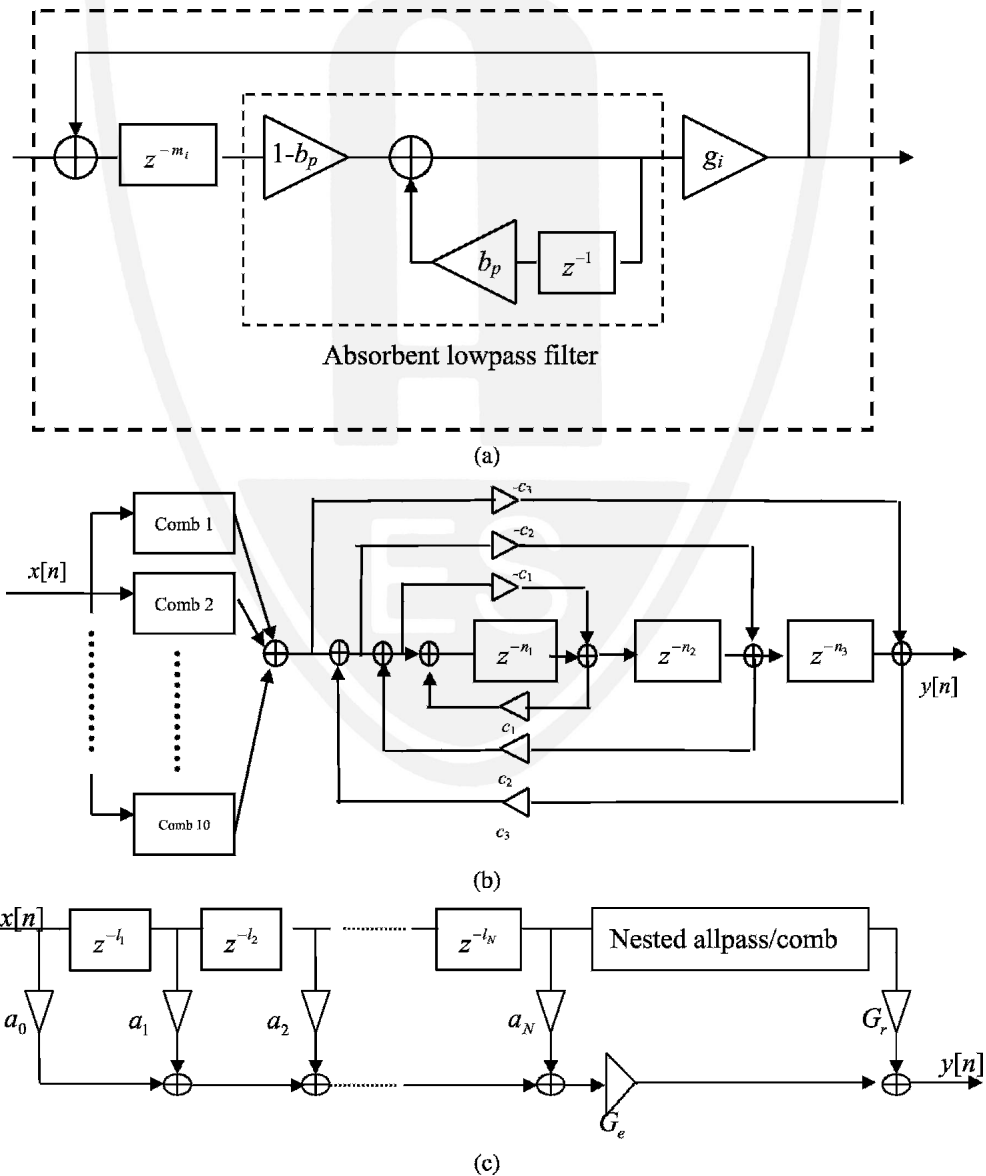 z^{-m_i}
1-b_p
g_i
b_p
z^{-1}
Absorbent lowpass filter
(a)
-c_3
Comb 1
-c_2
x[n]
-c_1
Comb 2
z^{-n_1}
z^{-n_2}
z^{-n_3}
y[n]
c_1
c_2
Comb 10
c_3
(b)
x[n]
z^{-l_1}
z^{-l_2}
z^{-l_N}
Nested allpass/comb
a_0
a_1
a_2
a_N
G_r
y[n]
G_e
(c)
ES